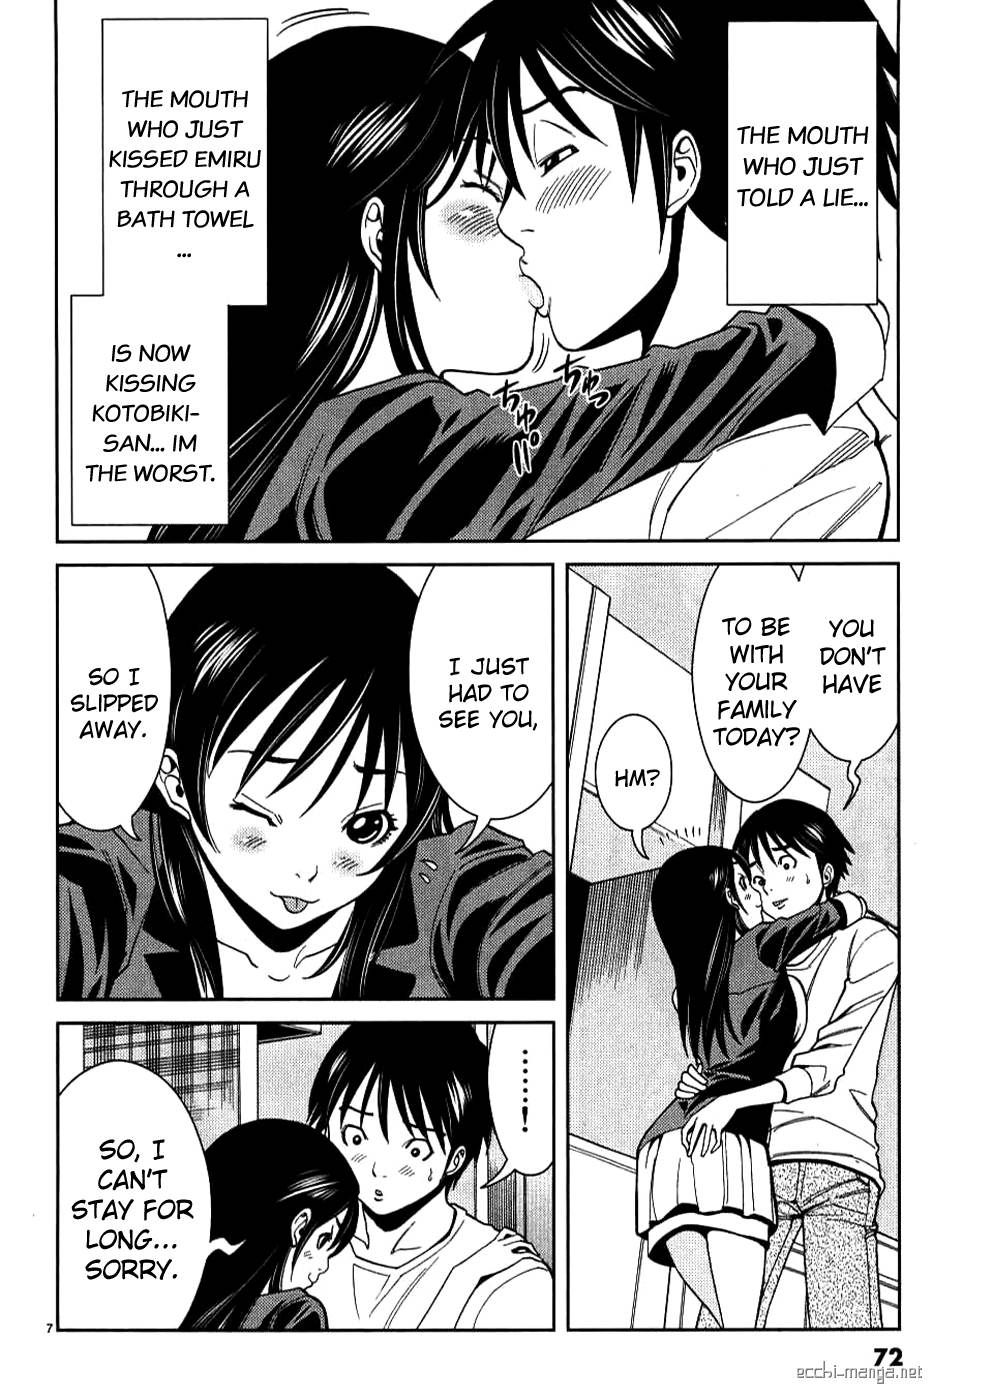 THE MOUTH
WHO JUST
TOLD A LIE...
THE MOUTH
WHO JUST
KISSED EMIRU
THROUGH A
BATH TOWEL
...
IS NOW
KISSING
KOTOBIKI-
SAN... IM
THE WORST.
ちゅっ
ちゅパ
YOU
DON'T
HAVE
TO BE
WITH
YOUR
FAMILY
TODAY?
HM?
I JUST
HAD TO
SEE YOU,
SO I
SLIPPED
AWAY.
........!
SO, I
CAN'T
STAY FOR
LONG...
SORRY.
7
72
ecchi-manga.net